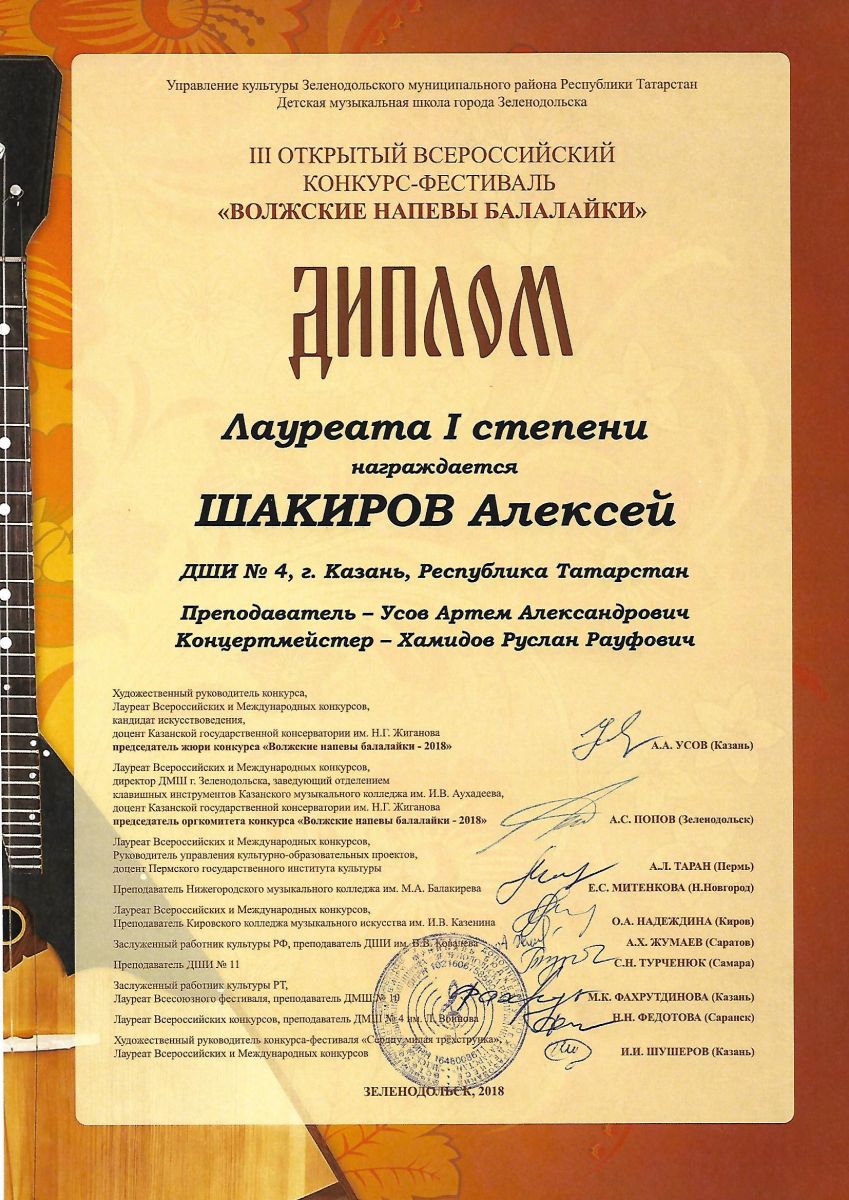 Управление культуры Зеленодольского муниципального района Республики Татарстан
Детская музыкальная школа города Зеленодольска
III ОТКРЫТЫЙ ВСЕРОССИЙСКИЙ
КОНКУРС-ФЕСТИВАЛЬ
«ВОЛЖСКИЕ НАПЕВЫ БАЛАЛАЙКИ»
ДИПЛОМ
Лауреата I степени
награждается
ШАКИРОВ Алексей
ДШИ № 4, г. Казань, Республика Татарстан
Преподаватель – Усов Артем Александрович
Концертмейстер – Хамидов Руслан Рауфович
Художественный руководитель конкурса,
Лауреат Всероссийских и Международных конкурсов,
кандидат искусствоведения,
доцент Казанской государственной консерватории им. Н.Г. Жиганова
председатель жюри конкурса «Волжские напевы балалайки - 2018» А.А. УСОВ (Казань)
Лауреат Всероссийских и Международных конкурсов,
директор ДМШ г. Зеленодольска, заведующий отделением
клавишных инструментов Казанского музыкального колледжа им. И.В. Аухадеева,
доцент Казанской государственной консерватории им. Н.Г. Жиганова
председатель оргкомитета конкурса «Волжские напевы балалайки - 2018» А.С. ПОПОВ (Зеленодольск)
Лауреат Всероссийских и Международных конкурсов,
Руководитель управления культурно-образовательных проектов,
доцент Пермского государственного института культуры А.Л. ТАРАН (Пермь)
Преподаватель Нижегородского музыкального колледжа им. М.А. Балакирева Е.С. МИТЕНКОВА (Н.Новгород)
Лауреат Всероссийских и Международных конкурсов,
Преподаватель Кировского колледжа музыкального искусства им. И.В. Казенина О.А. НАДЕЖДИНА (Киров)
Заслуженный работник культуры РФ, преподаватель ДШИ им. В.В. Ковалева А.Х. ЖУМАЕВ (Саратов)
Преподаватель ДШИ № 11 С.Н. ТУРЧЕНЮК (Самара)
Заслуженный работник культуры РТ,
Лауреат Всесоюзного фестиваля, преподаватель ДМШ № 10 М.К. ФАХРУТДИНОВА (Казань)
Лауреат Всероссийских конкурсов, преподаватель ДМШ № 4 им. Л. Воинова Н.Н. ФЕДОТОВА (Саранск)
Художественный руководитель конкурса-фестиваля «Сердцу милая трёхструнка»,
Лауреат Всероссийских и Международных конкурсов И.И. ШУШЕРОВ (Казань)
ЗЕЛЕНОДОЛЬСК, 2018